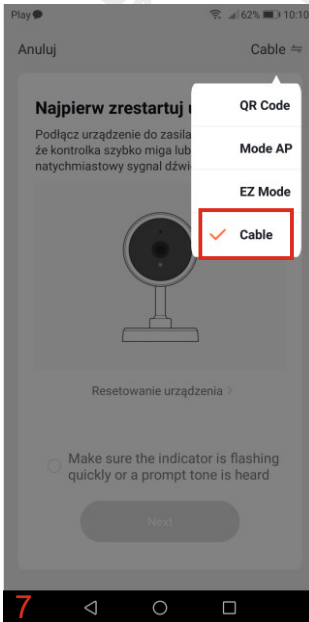 Play 62% 10:10
Anuluj Cable
Najpierw zrestartuj
Podłącz urządzenie do zasila
że kontrolka szybko miga lub
natychmiastowy sygnał dźwi
QR Code
Mode AP
EZ Mode
Cable
Resetowanie urządzenia
Make sure the indicator is flashing
quickly or a prompt tone is heard
Next
7